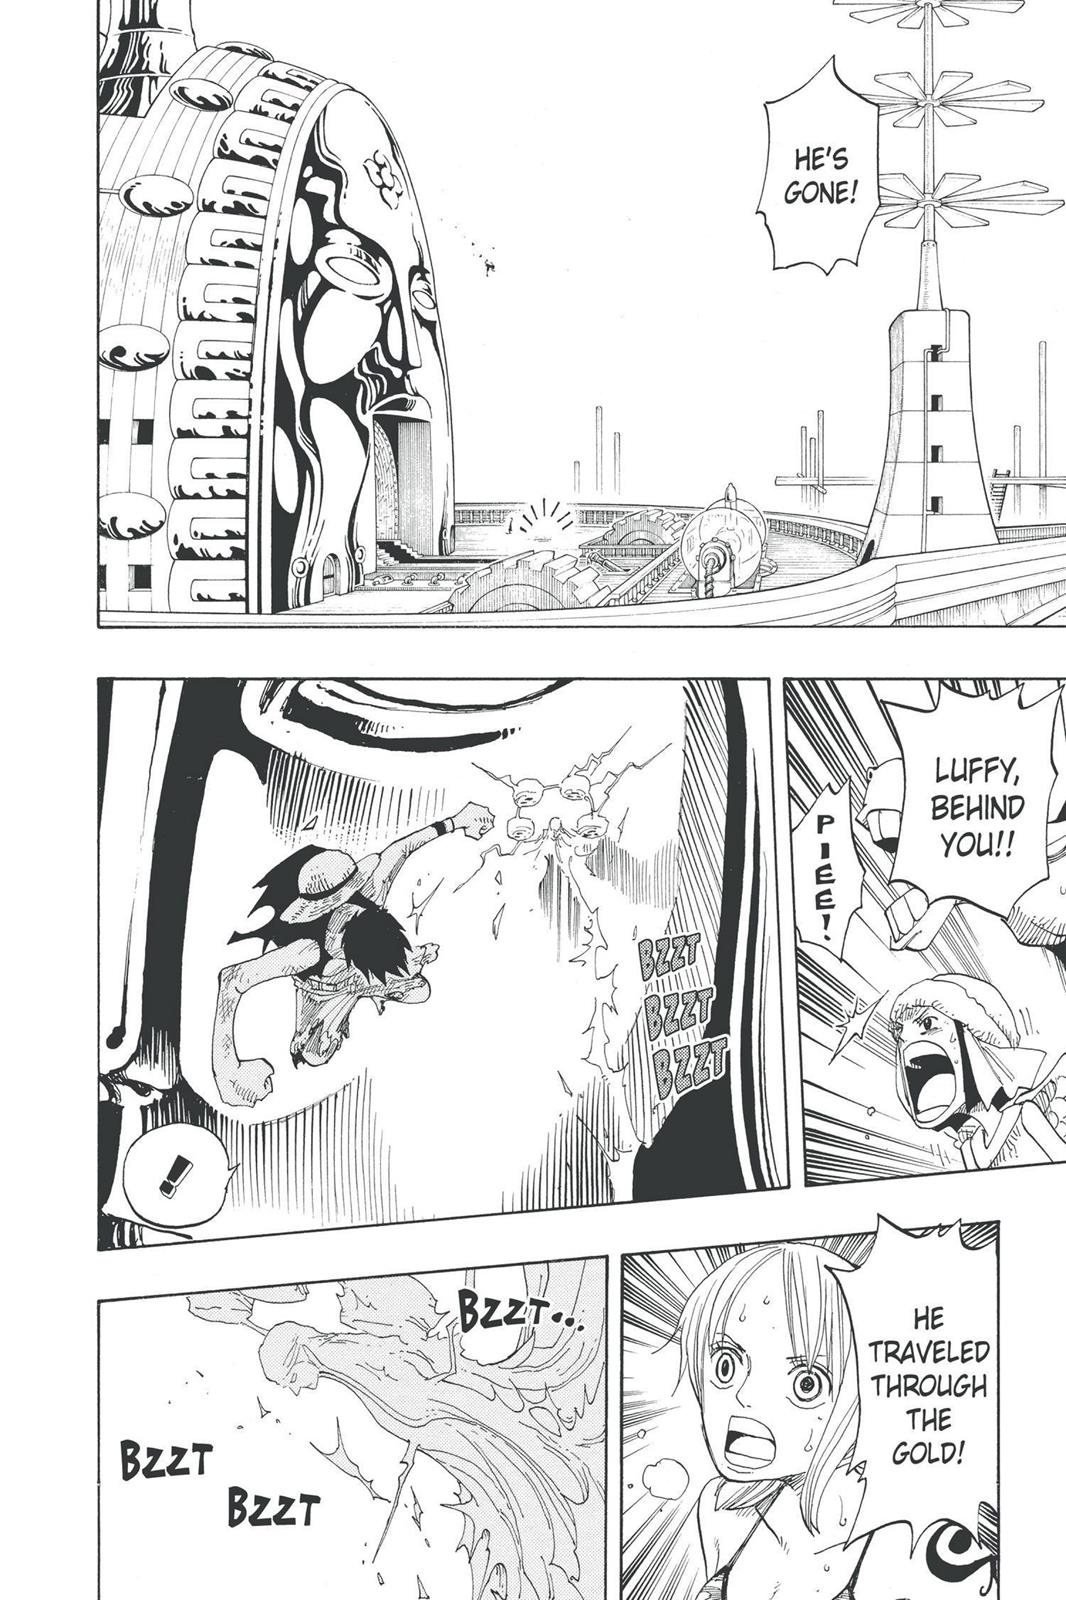 HE'S
GONE!
LUFFY,
BEHIND
YOU!!
PIEE!
BZZT
BZZT
BZZT
!
HE
TRAVELED
THROUGH
THE
GOLD!
BZZT...
BZZT
BZZT